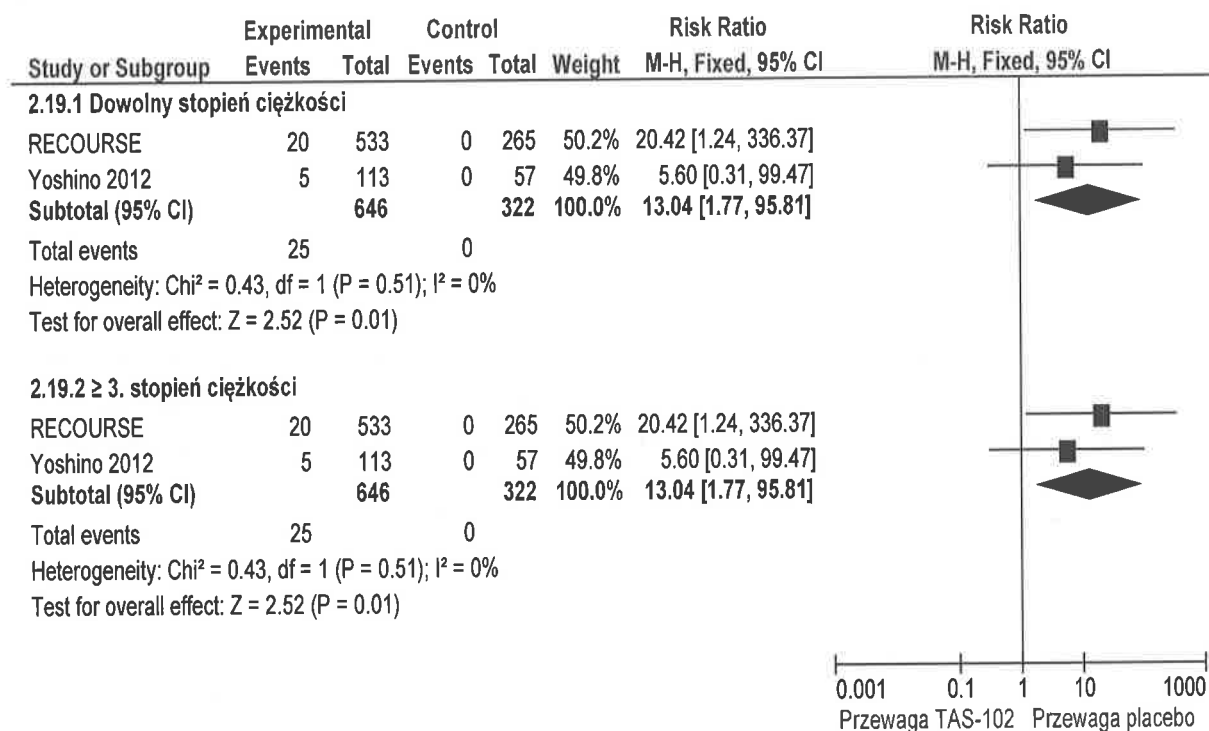 Experimental Control Risk Ratio Risk Ratio
Study or Subgroup Events Total Events Total Weight M-H, Fixed, 95% CI M-H, Fixed, 95% CI
2.19.1 Dowolny stopień ciężkości
RECOURSE 20 533 0 265 50.2% 20.42 [1.24, 336.37]
Yoshino 2012 5 113 0 57 49.8% 5.60 [0.31, 99.47]
Subtotal (95% CI) 646 322 100.0% 13.04 [1.77, 95.81]
Total events 25 0
Heterogeneity: Chi² = 0.43, df = 1 (P = 0.51); I² = 0%
Test for overall effect: Z = 2.52 (P = 0.01)
2.19.2 ≥ 3. stopień ciężkości
RECOURSE 20 533 0 265 50.2% 20.42 [1.24, 336.37]
Yoshino 2012 5 113 0 57 49.8% 5.60 [0.31, 99.47]
Subtotal (95% CI) 646 322 100.0% 13.04 [1.77, 95.81]
Total events 25 0
Heterogeneity: Chi² = 0.43, df = 1 (P = 0.51); I² = 0%
Test for overall effect: Z = 2.52 (P = 0.01)
0.001 0.1 1 10 1000
Przewaga TAS-102 Przewaga placebo